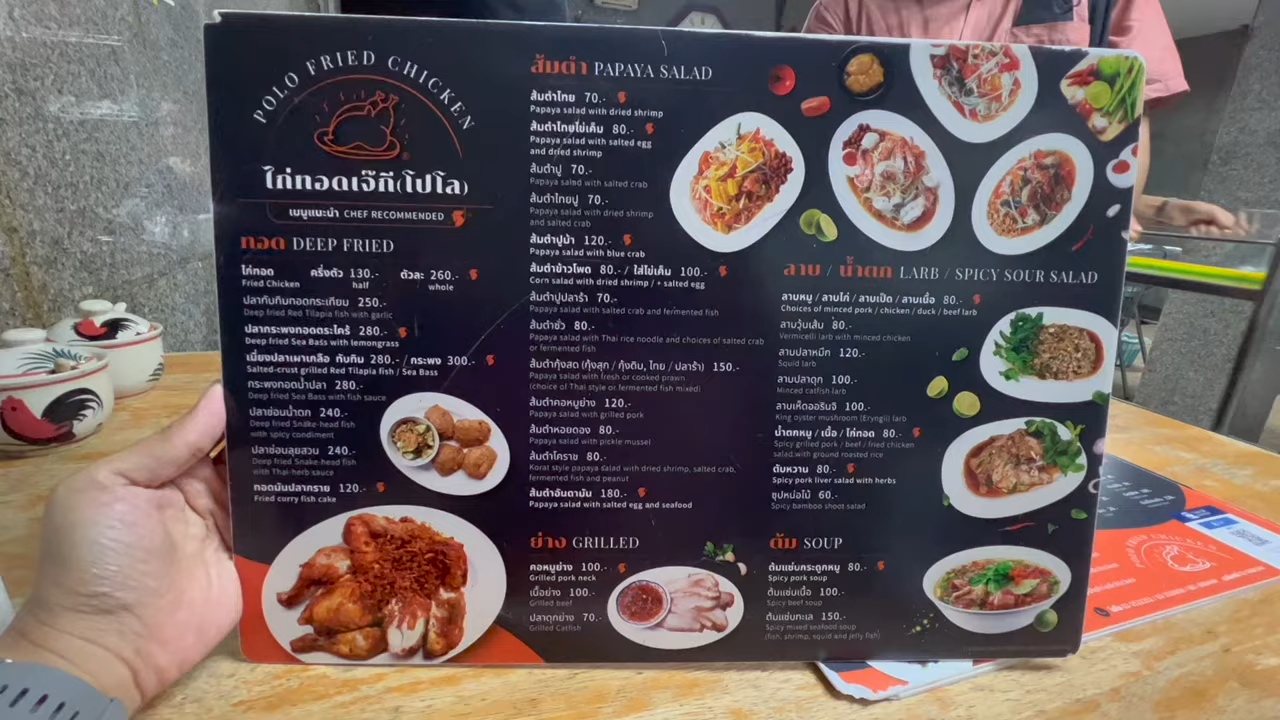 POLO FRIED CHICKEN
ไก่ทอดเจ๊กี(โปโล)
เมนูแนะนำ CHEF RECOMMENDED
ทอด DEEP FRIED
ไก่ทอด ครึ่งตัว 130.- ตัวละ 260.-
Fried Chicken half whole
ปลาทับทิมทอดกระเทียม 250.-
Deep fried Red Tilapia fish with garlic
ปลากระพงทอดตะไคร้ 280.-
Deep fried Sea Bass with lemongrass
เมี่ยงปลาเผาเกลือ ทับทิม 280.- / กระพง 300.-
Salted-crust grilled Red Tilapia fish / Sea Bass
กระพงทอดน้ำปลา 280.-
Deep fried Sea Bass with fish sauce
ปลาช่อนน้ำตก 240.-
Deep fried Snake-head fish
with spicy condiment
ปลาช่อนลุยสวน 240.-
Deep fried Snake-head fish
with Thai-herb sauce
ทอดมันปลากราย 120.-
Fried curry fish cake
ส้มตำ PAPAYA SALAD
ส้มตำไทย 70.-
Papaya salad with dried shrimp
ส้มตำไทยไข่เค็ม 80.-
Papaya salad with salted egg
and dried shrimp
ส้มตำปู 70.-
Papaya salad with salted crab
ส้มตำไทยปู 70.-
Papaya salad with dried shrimp
and salted crab
ส้มตำปูม้า 120.-
Papaya salad with blue crab
ส้มตำข้าวโพด 80.- / ใส่ไข่เค็ม 100.-
Corn salad with dried shrimp / + salted egg
ส้มตำปูปลาร้า 70.-
Papaya salad with salted crab and fermented fish
ส้มตำซั่ว 80.-
Papaya salad with Thai rice noodle and choices of salted crab
or fermented fish
ส้มตำกุ้งสด (กุ้งสุก / กุ้งดิบ, ไทย / ปลาร้า) 150.-
Papaya salad with fresh or cooked prawn
(choice of Thai style or fermented fish mixed)
ส้มตำคอหมูย่าง 120.-
Papaya salad with grilled pork
ส้มตำหอยดอง 80.-
Papaya salad with pickle mussel
ส้มตำโคราช 80.-
Korat style papaya salad with dried shrimp, salted crab,
fermented fish and peanut
ส้มตำอันดามัน 180.-
Papaya salad with salted egg and seafood
ย่าง GRILLED
คอหมูย่าง 100.-
Grilled pork neck
เนื้อย่าง 100.-
Grilled beef
ปลาดุกย่าง 70.-
Grilled Catfish
ลาบ / น้ำตก LARB / SPICY SOUR SALAD
ลาบหมู / ลาบไก่ / ลาบเป็ด / ลาบเนื้อ 80.-
Choices of minced pork / chicken / duck / beef larb
ลาบวุ้นเส้น 80.-
Vermicelli larb with minced chicken
ลาบปลาหมึก 120.-
Squid larb
ลาบปลาดุก 100.-
Minced catfish larb
ลาบเห็ดออรินจิ 100.-
King oyster mushroom (Eryngii) larb
น้ำตกหมู / เนื้อ / ไก่ทอด 80.-
Spicy grilled pork / beef / fried chicken
salad with ground roasted rice
ตับหวาน 80.-
Spicy pork liver salad with herbs
ซุปหน่อไม้ 60.-
Spicy bamboo shoot salad
ต้ม SOUP
ต้มแซ่บกระดูกหมู 80.-
Spicy pork soup
ต้มแซ่บเนื้อ 100.-
Spicy beef soup
ต้มแซ่บทะเล 150.-
Spicy mixed seafood soup
(fish, shrimp, squid and jelly fish)